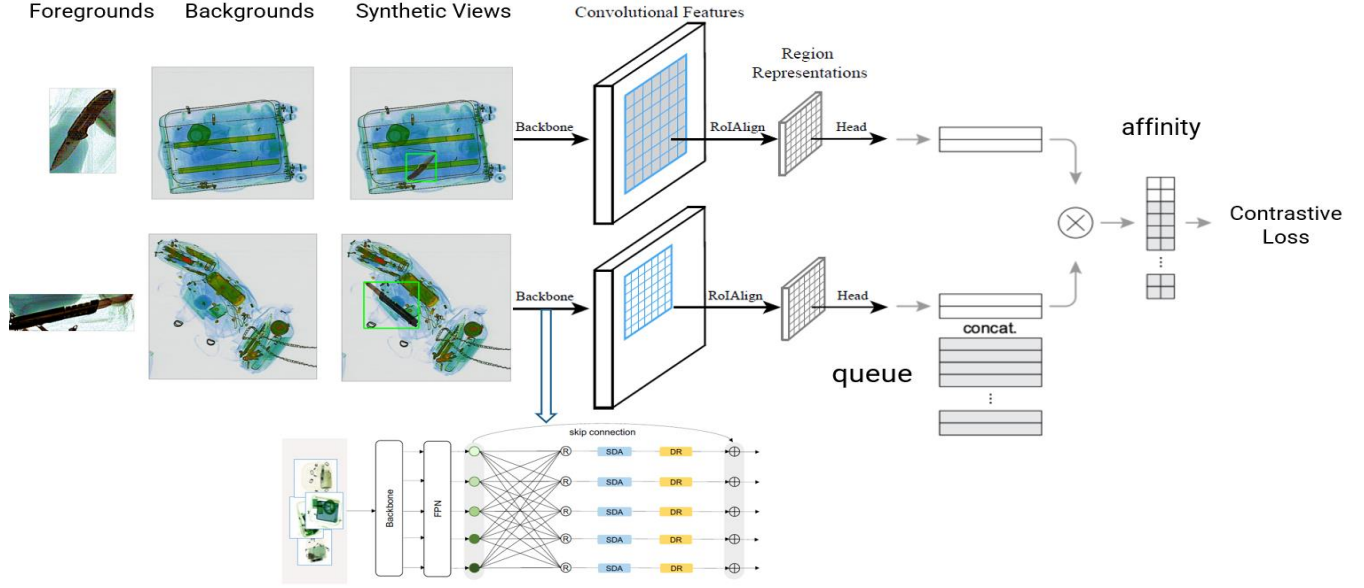 Foregrounds Backgrounds Synthetic Views Convolutional Features
Region
Representations
Backbone RoIAlign Head
affinity
Contrastive
Loss
Backbone RoIAlign Head
concat.
queue
skip connection
Backbone FPN
R SDA DR
R SDA DR
R SDA DR
R SDA DR
R SDA DR